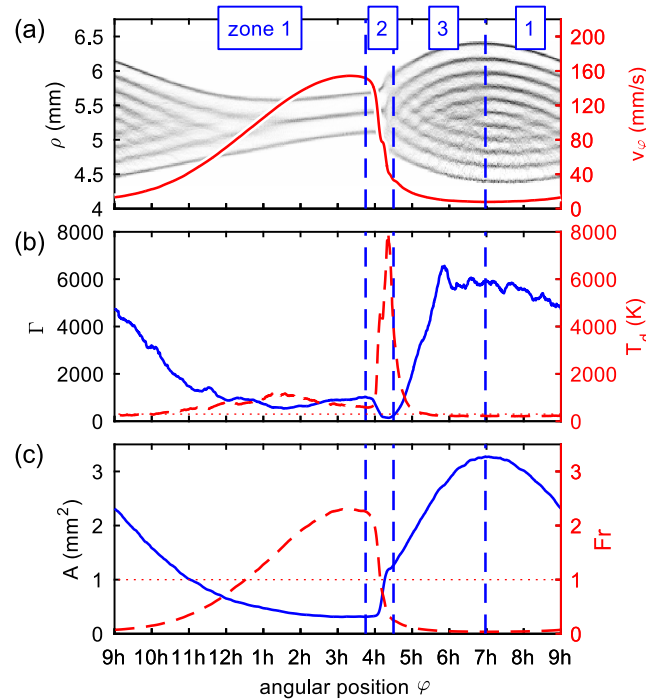 (a)
zone 1
2
3
1
6.5
6
5.5
5
4.5
4
ρ (mm)
200
160
120
80
40
0
vφ (mm/s)
(b)
8000
6000
4000
2000
0
Γ
8000
6000
4000
2000
0
T_d (K)
(c)
3
2
1
0
A (mm²)
3
2
1
0
Fr
9h 10h 11h 12h 1h 2h 3h 4h 5h 6h 7h 8h 9h
angular position φ